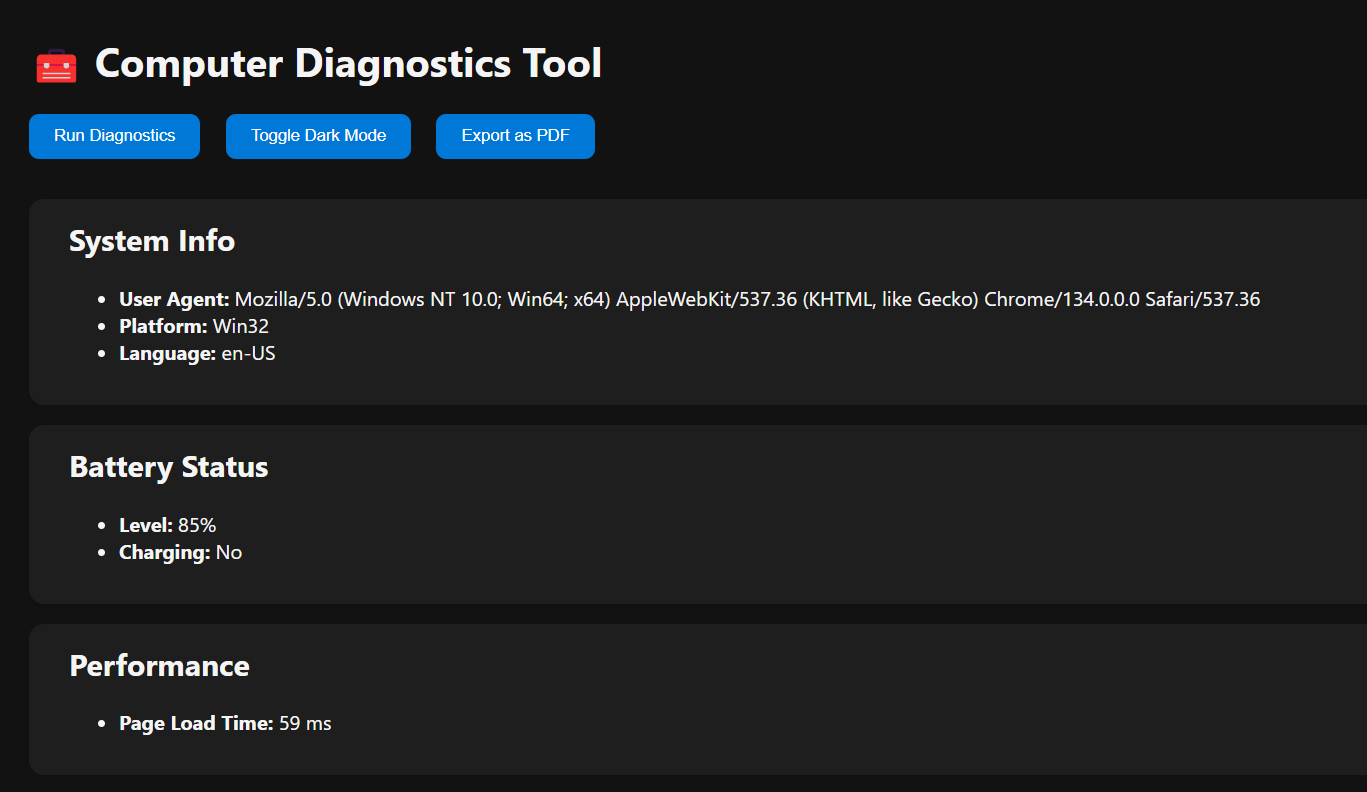 Computer Diagnostics Tool
Run Diagnostics
Toggle Dark Mode
Export as PDF
System Info
User Agent: Mozilla/5.0 (Windows NT 10.0; Win64; x64) AppleWebKit/537.36 (KHTML, like Gecko) Chrome/134.0.0.0 Safari/537.36
Platform: Win32
Language: en-US
Battery Status
Level: 85%
Charging: No
Performance
Page Load Time: 59 ms